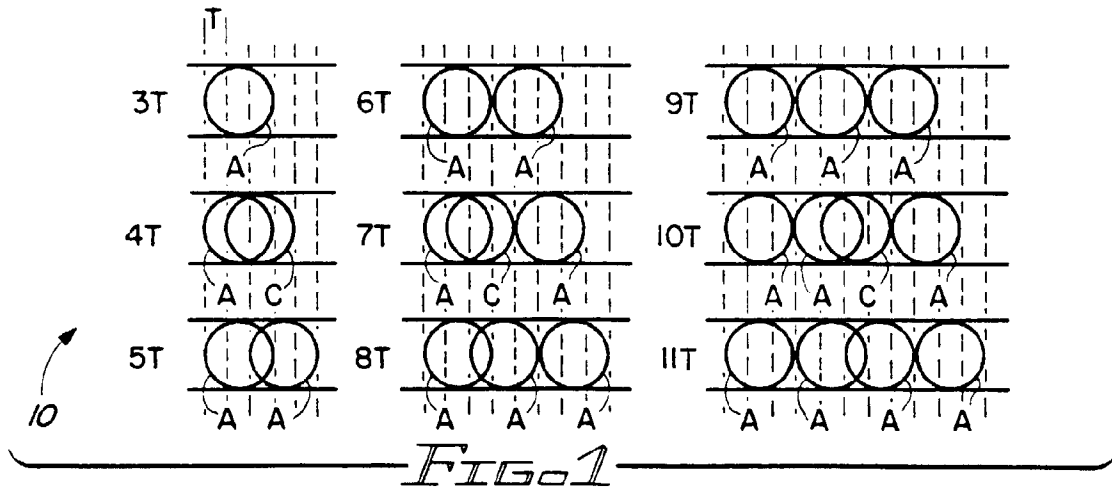 T
3T 6T 9T
A A A A A A
4T 7T 10T
A C A C A A A C A
5T 8T 11T
A A A A A A A A A
10
FIG. 1